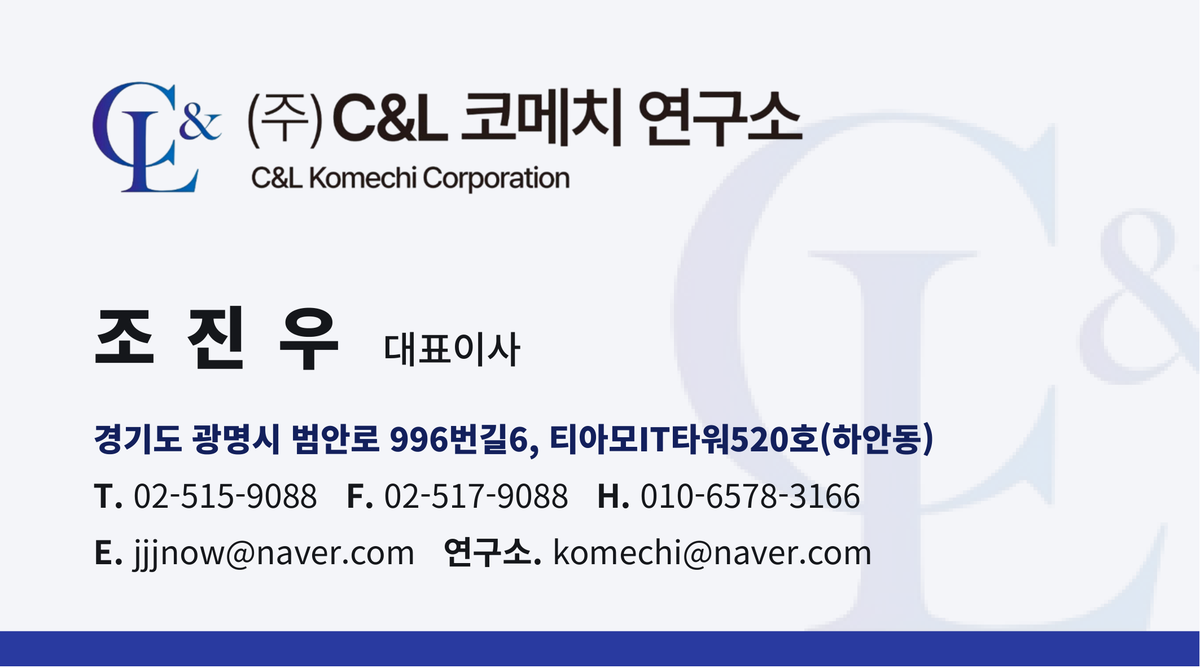 C&L (주)C&L 코메치 연구소
C&L Komechi Corporation
조 진 우 대표이사
경기도 광명시 범안로 996번길6, 티아모IT타워520호(하안동)
T. 02-515-9088 F. 02-517-9088 H. 010-6578-3166
E. jjjnow@naver.com 연구소. komechi@naver.com
C&L